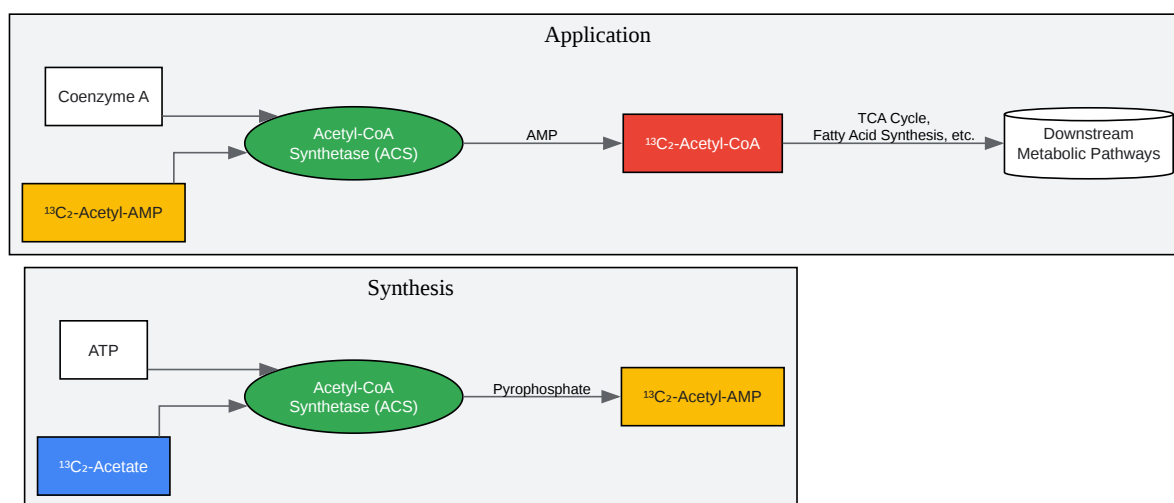 Application
Coenzyme A
Acetyl-CoA
Synthetase (ACS)
AMP
¹³C₂-Acetyl-CoA
TCA Cycle,
Fatty Acid Synthesis, etc.
Downstream
Metabolic Pathways
¹³C₂-Acetyl-AMP
Synthesis
ATP
Acetyl-CoA
Synthetase (ACS)
Pyrophosphate
¹³C₂-Acetyl-AMP
¹³C₂-Acetate